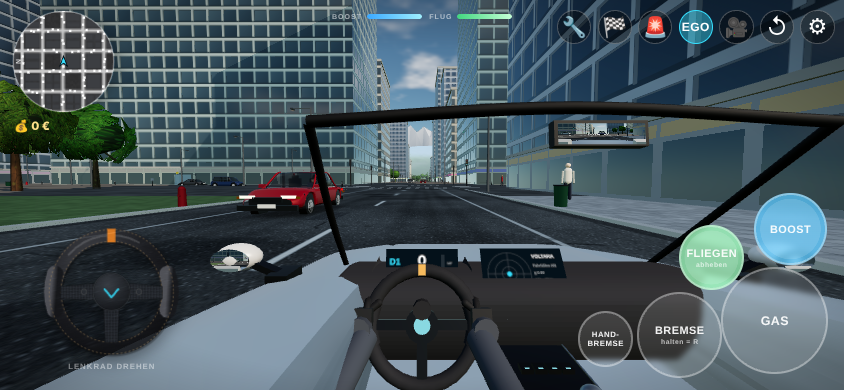 BOOST
FLUG
EGO
N
0 €
BOOST
FLIEGEN
abheben
GAS
BREMSE
halten = R
HAND-
BREMSE
D1
0
VOLTARA
LENKRAD DREHEN